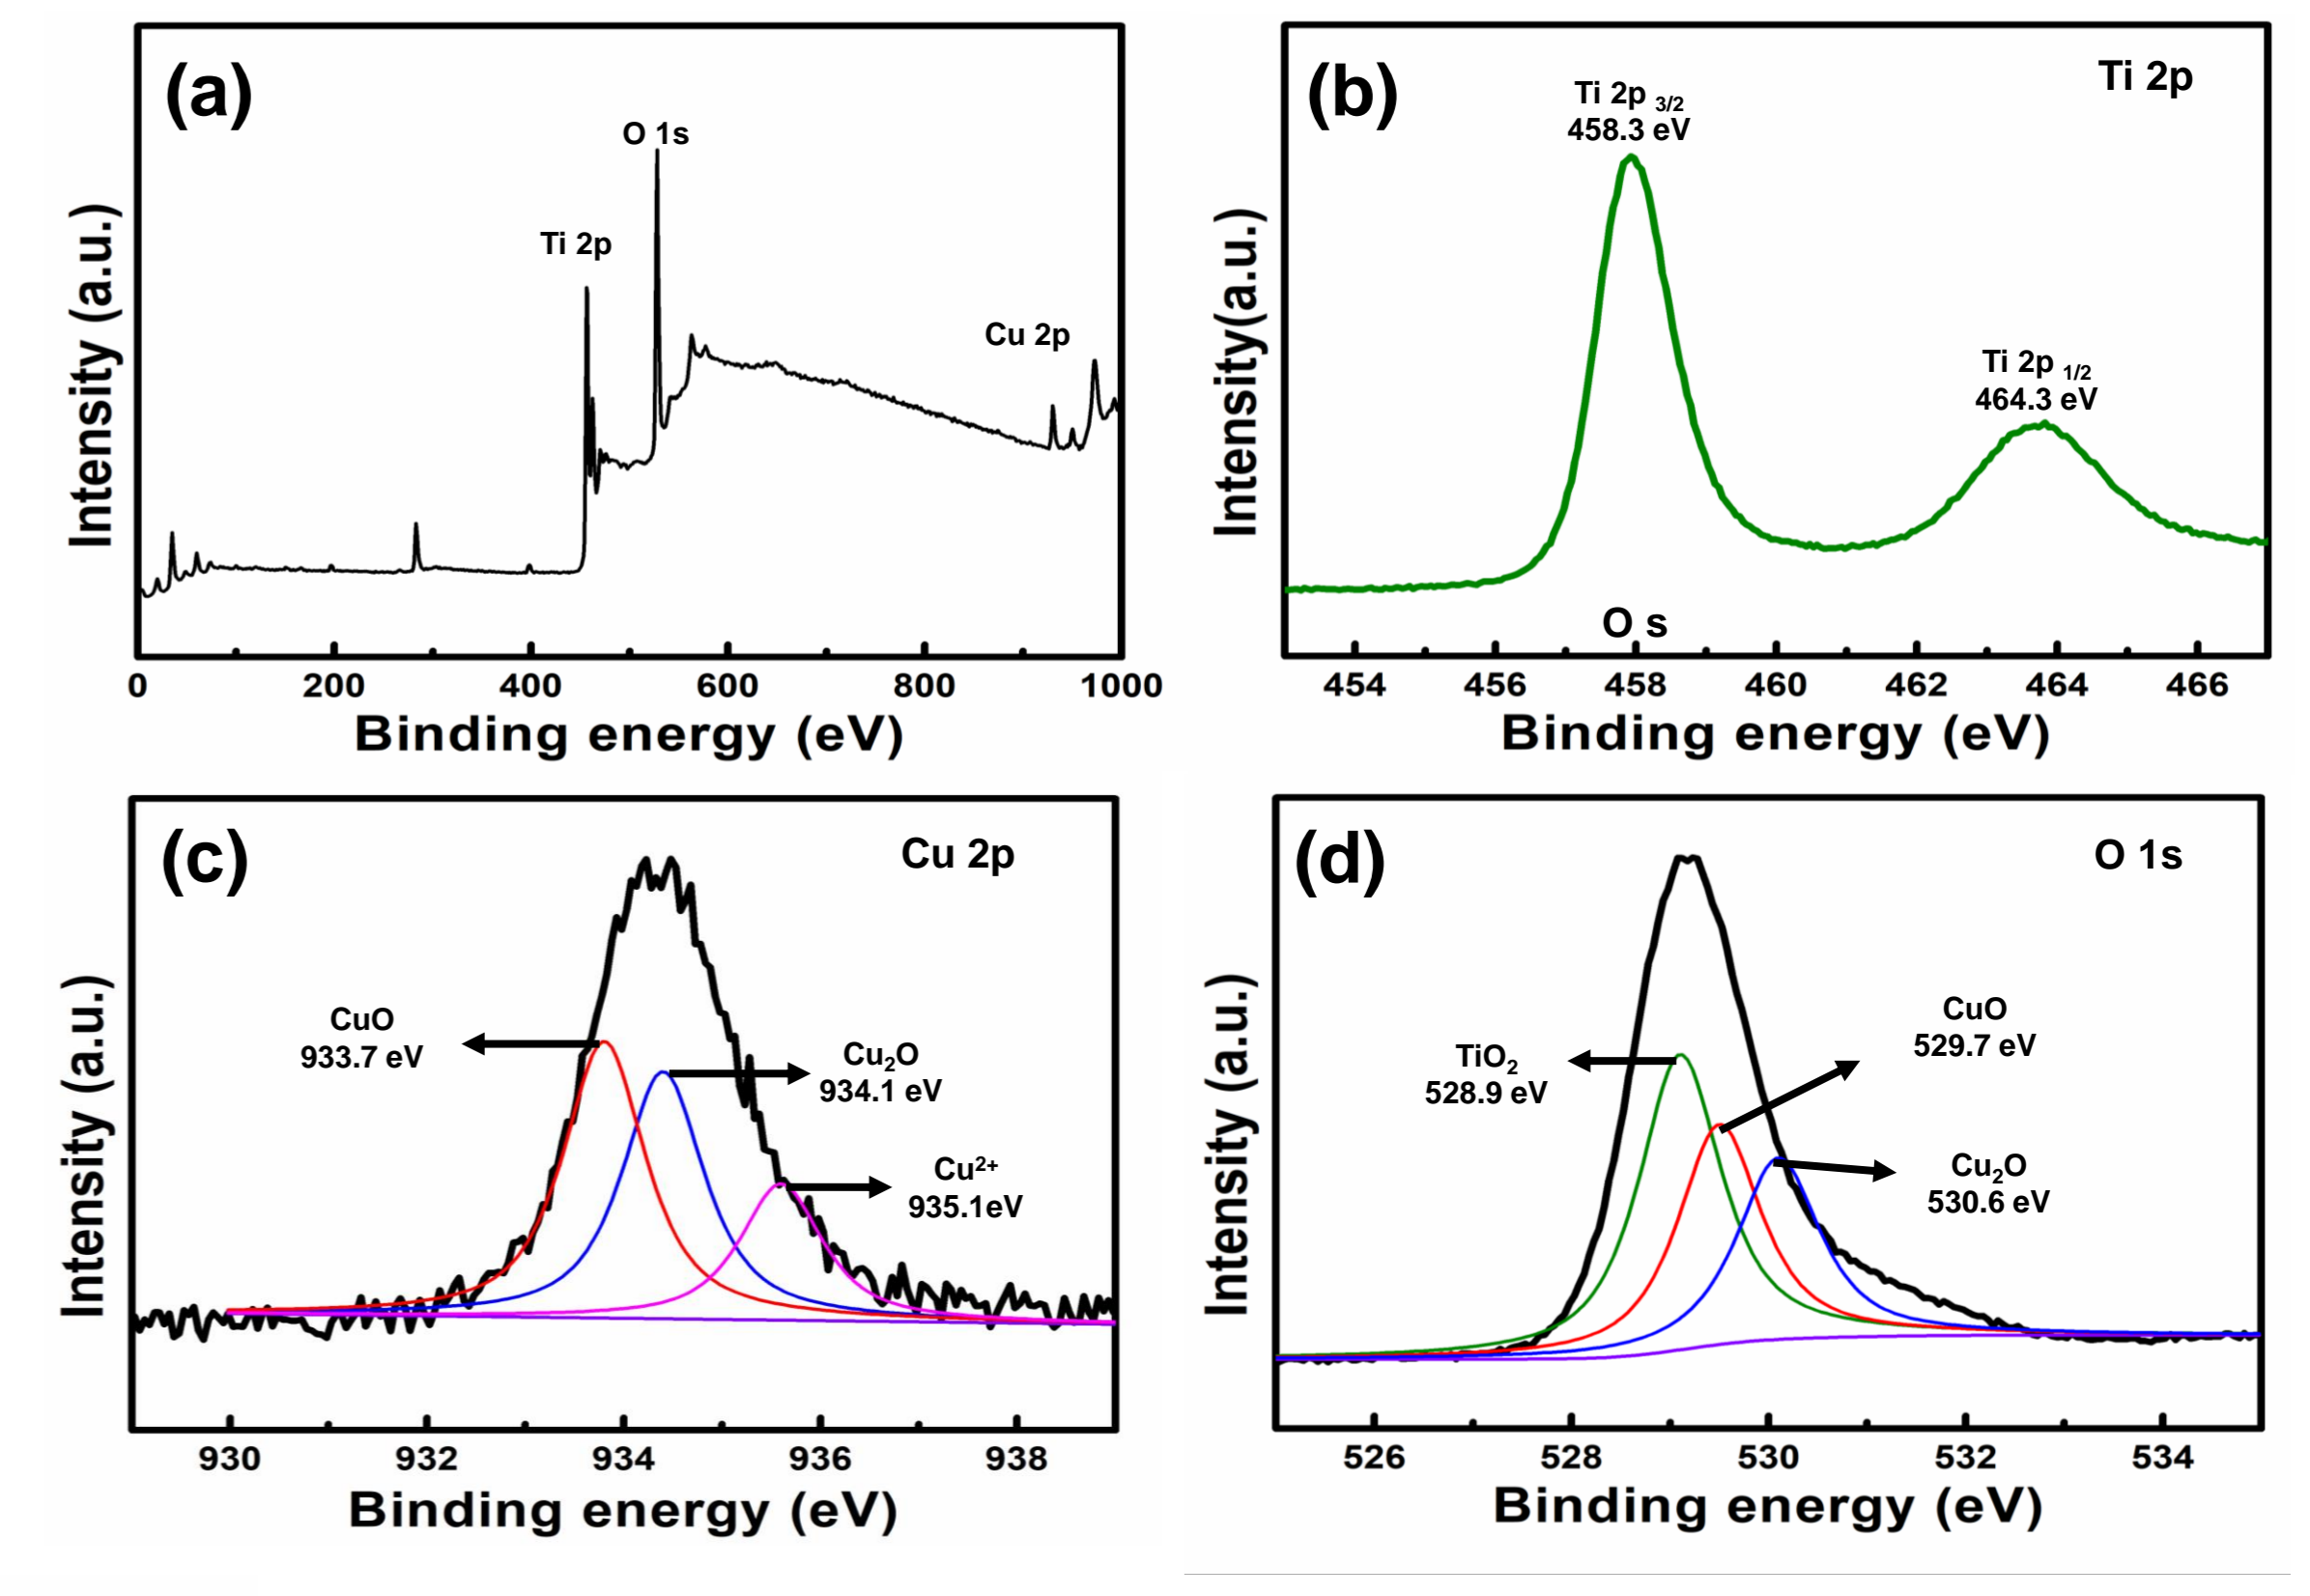 (a)
O 1s
Ti 2p
Cu 2p
Intensity (a.u.)
0 200 400 600 800 1000
Binding energy (eV)
(b)
Ti 2p
Ti 2p 3/2
458.3 eV
Ti 2p 1/2
464.3 eV
O s
Intensity(a.u.)
454 456 458 460 462 464 466
Binding energy (eV)
(c)
Cu 2p
CuO
933.7 eV
Cu₂O
934.1 eV
Cu²⁺
935.1eV
Intensity (a.u.)
930 932 934 936 938
Binding energy (eV)
(d)
O 1s
CuO
529.7 eV
TiO₂
528.9 eV
Cu₂O
530.6 eV
Intensity (a.u.)
526 528 530 532 534
Binding energy (eV)